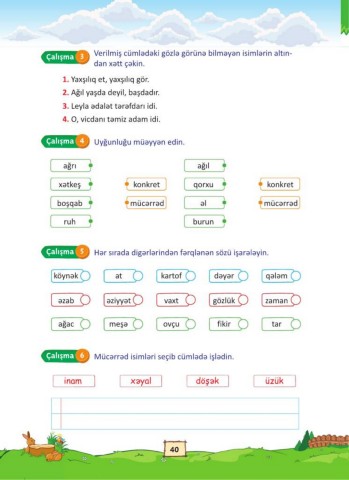 Çalışma 3 Verilmiş cümlədəki gözlə görünə bilməyən isimlərin altın-
dan xətt çəkin.
1. Yaxşılıq et, yaxşılıq gör.
2. Ağıl yaşda deyil, başdadır.
3. Leyla ədalət tərəfdarı idi.
4. O, vicdanı təmiz adam idi.
Çalışma 4 Uyğunluğu müəyyən edin.
ağrı ağıl
xətkeş konkret qorxu konkret
boşqab mücərrəd əl mücərrəd
ruh burun
Çalışma 5 Hər sırada digərlərindən fərqlənən sözü işarələyin.
köynək at kartof dəyər qələm
əzab əziyyət vaxt gözlük zaman
ağac meşə ovçu fikir tar
Çalışma 6 Mücərrəd isimləri seçib cümlədə işlədin.
inam xəyal döşək üzük
40